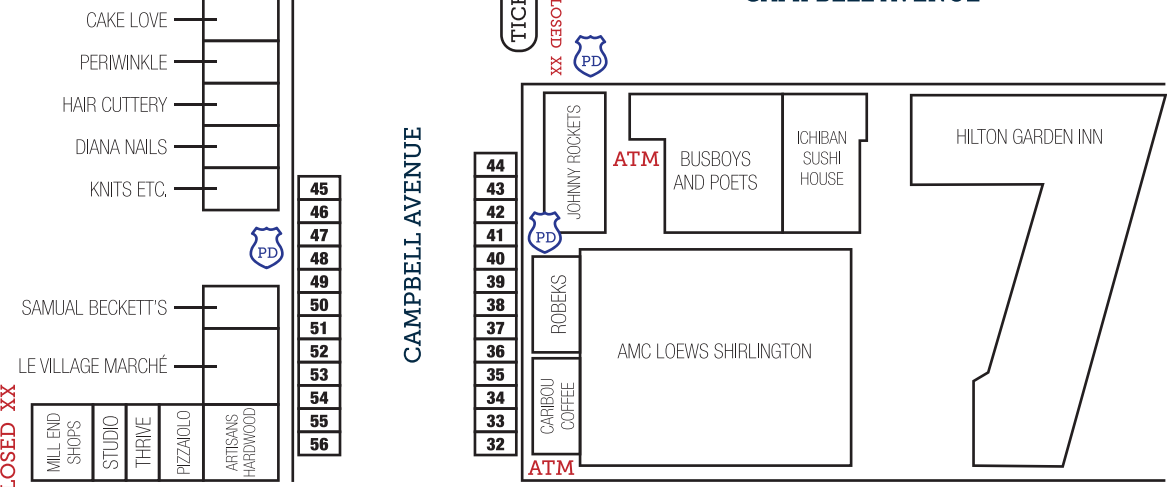 CAKE LOVE
PERIWINKLE
HAIR CUTTERY
DIANA NAILS
KNITS ETC.
PD
SAMUAL BECKETT'S
LE VILLAGE MARCHÉ
MILL END
SHOPS
STUDIO
THRIVE
PIZZAIOLO
ARTISANS
HARDWOOD
45
46
47
48
49
50
51
52
53
54
55
56
CAMPBELL AVENUE
44
43
42
41
40
39
38
37
36
35
34
33
32
XX
PD
JOHNNY ROCKETS
PD
ROBEKS
CARIBOU
COFFEE
ATM
ATM
BUSBOYS
AND POETS
ICHIBAN
SUSHI
HOUSE
AMC LOEWS SHIRLINGTON
HILTON GARDEN INN
XX